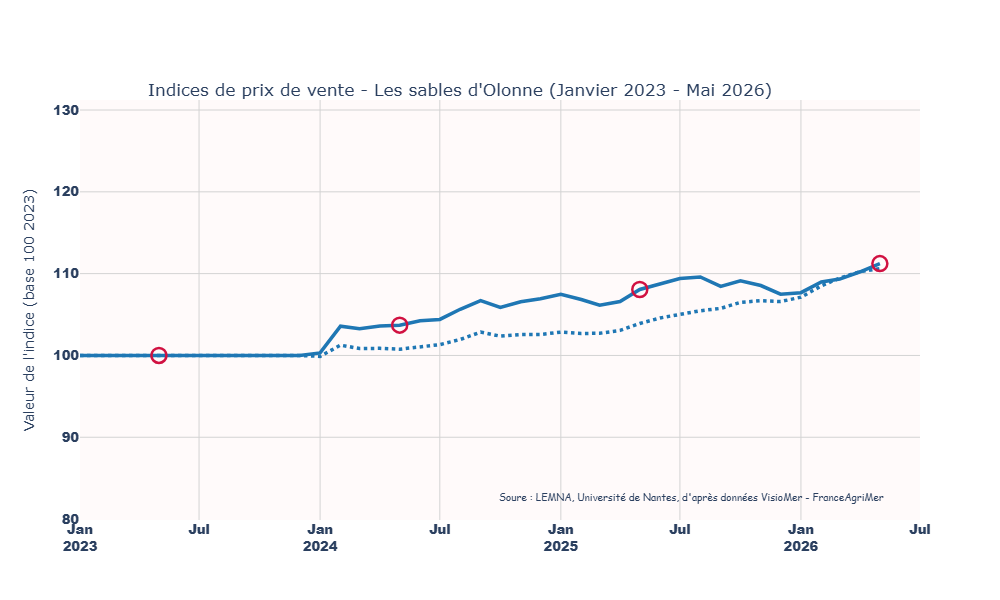 Indices de prix de vente - Les sables d'Olonne (Janvier 2023 - Mai 2026)
Valeur de l'indice (base 100 2023)
130
120
110
100
90
80
Soure : LEMNA, Université de Nantes, d'après données VisioMer - FranceAgriMer
Jan Jul Jan Jul Jan Jul Jan Jul
2023 2024 2025 2026